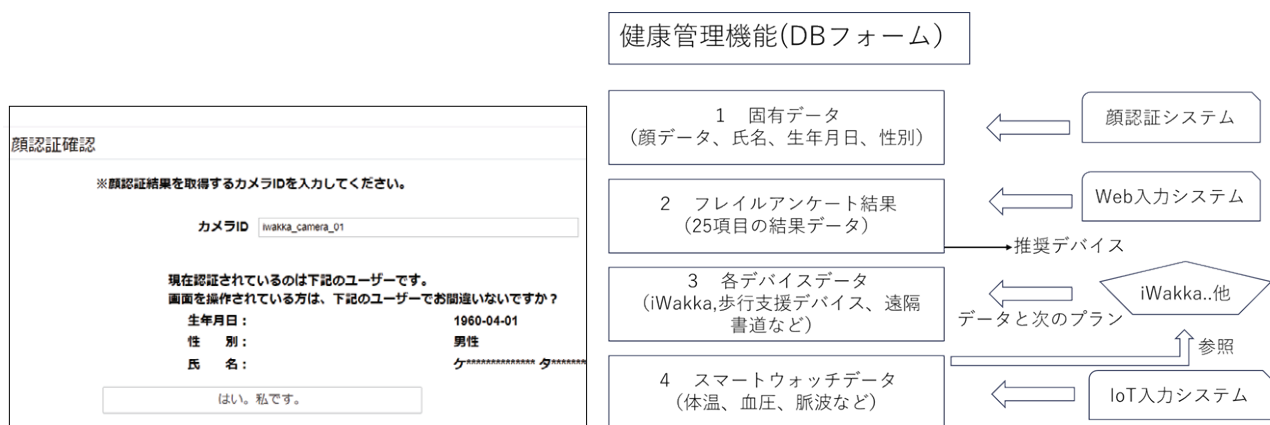 顔認証確認
※顔認証結果を取得するカメラIDを入力してください。
カメラID iwakka_camera_01
現在認証されているのは下記のユーザーです。
画面を操作されている方は、下記のユーザーでお間違いないですか？
生年月日： 1960-04-01
性　別： 男性
氏　名： ケ************** タ*******
はい。私です。
健康管理機能(DBフォーム)
1　固有データ
(顔データ、氏名、生年月日、性別)
顔認証システム
2　フレイルアンケート結果
(25項目の結果データ)
Web入力システム
推奨デバイス
3　各デバイスデータ
(iWakka,歩行支援デバイス、遠隔
書道など)
iWakka..他
データと次のプラン
参照
4　スマートウォッチデータ
(体温、血圧、脈波など)
IoT入力システム